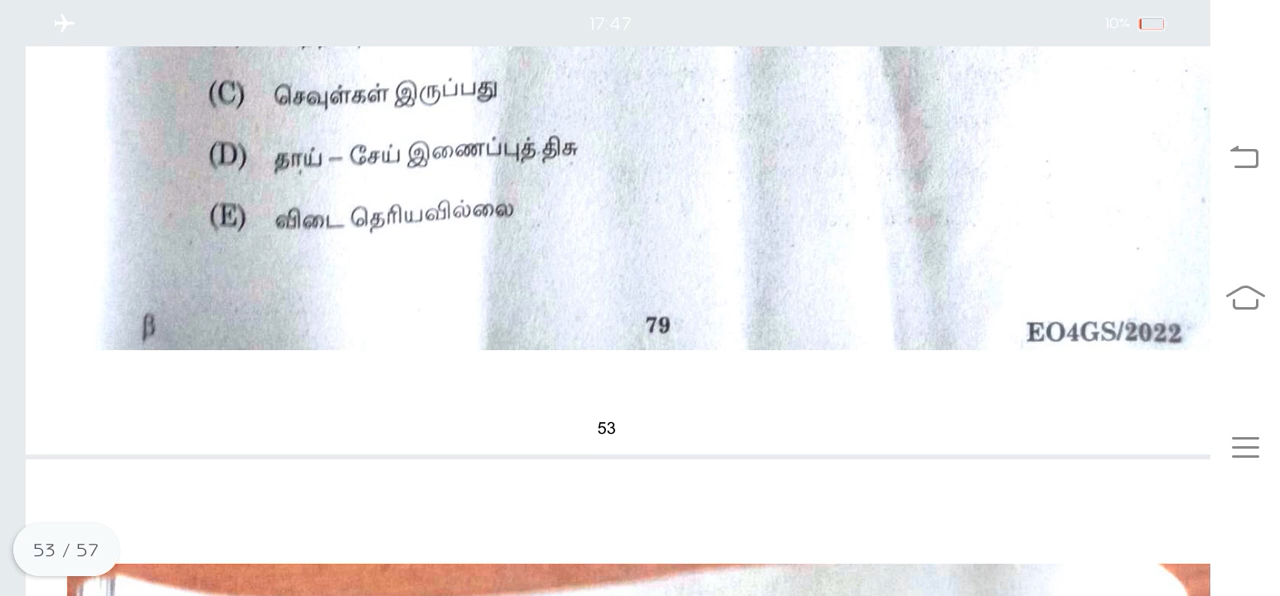 17:47
10%
(C) செவுள்கள் இருப்பது
(D) தாய் – சேய் இணைப்புத் திசு
(E) விடை தெரியவில்லை
β
79
EO4GS/2022
53
53 / 57